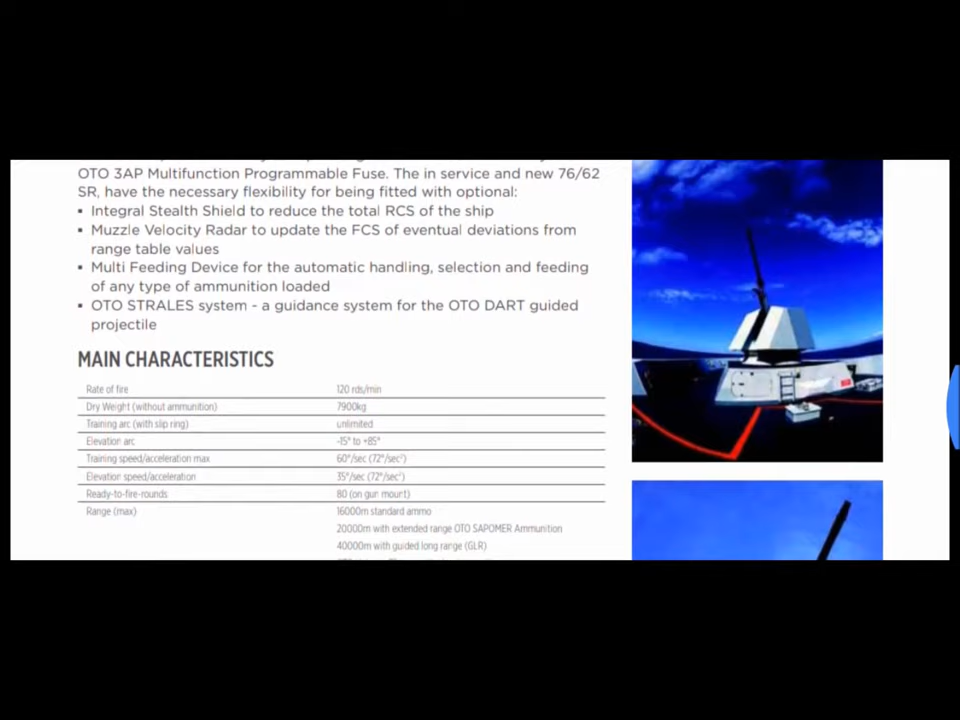 OTO 3AP Multifunction Programmable Fuse. The in service and new 76/62
SR, have the necessary flexibility for being fitted with optional:
▪ Integral Stealth Shield to reduce the total RCS of the ship
▪ Muzzle Velocity Radar to update the FCS of eventual deviations from
range table values
▪ Multi Feeding Device for the automatic handling, selection and feeding
of any type of ammunition loaded
▪ OTO STRALES system - a guidance system for the OTO DART guided
projectile
MAIN CHARACTERISTICS
Rate of fire 120 rds/min
Dry Weight (without ammunition) 7900kg
Training arc (with slip ring) unlimited
Elevation arc -15° to +85°
Training speed/acceleration max 60°/sec (72°/sec²)
Elevation speed/acceleration 35°/sec (72°/sec²)
Ready-to-fire-rounds 80 (on gun mount)
Range (max) 16000m standard ammo
20000m with extended range OTO SAPOMER Ammunition
40000m with guided long range (GLR)